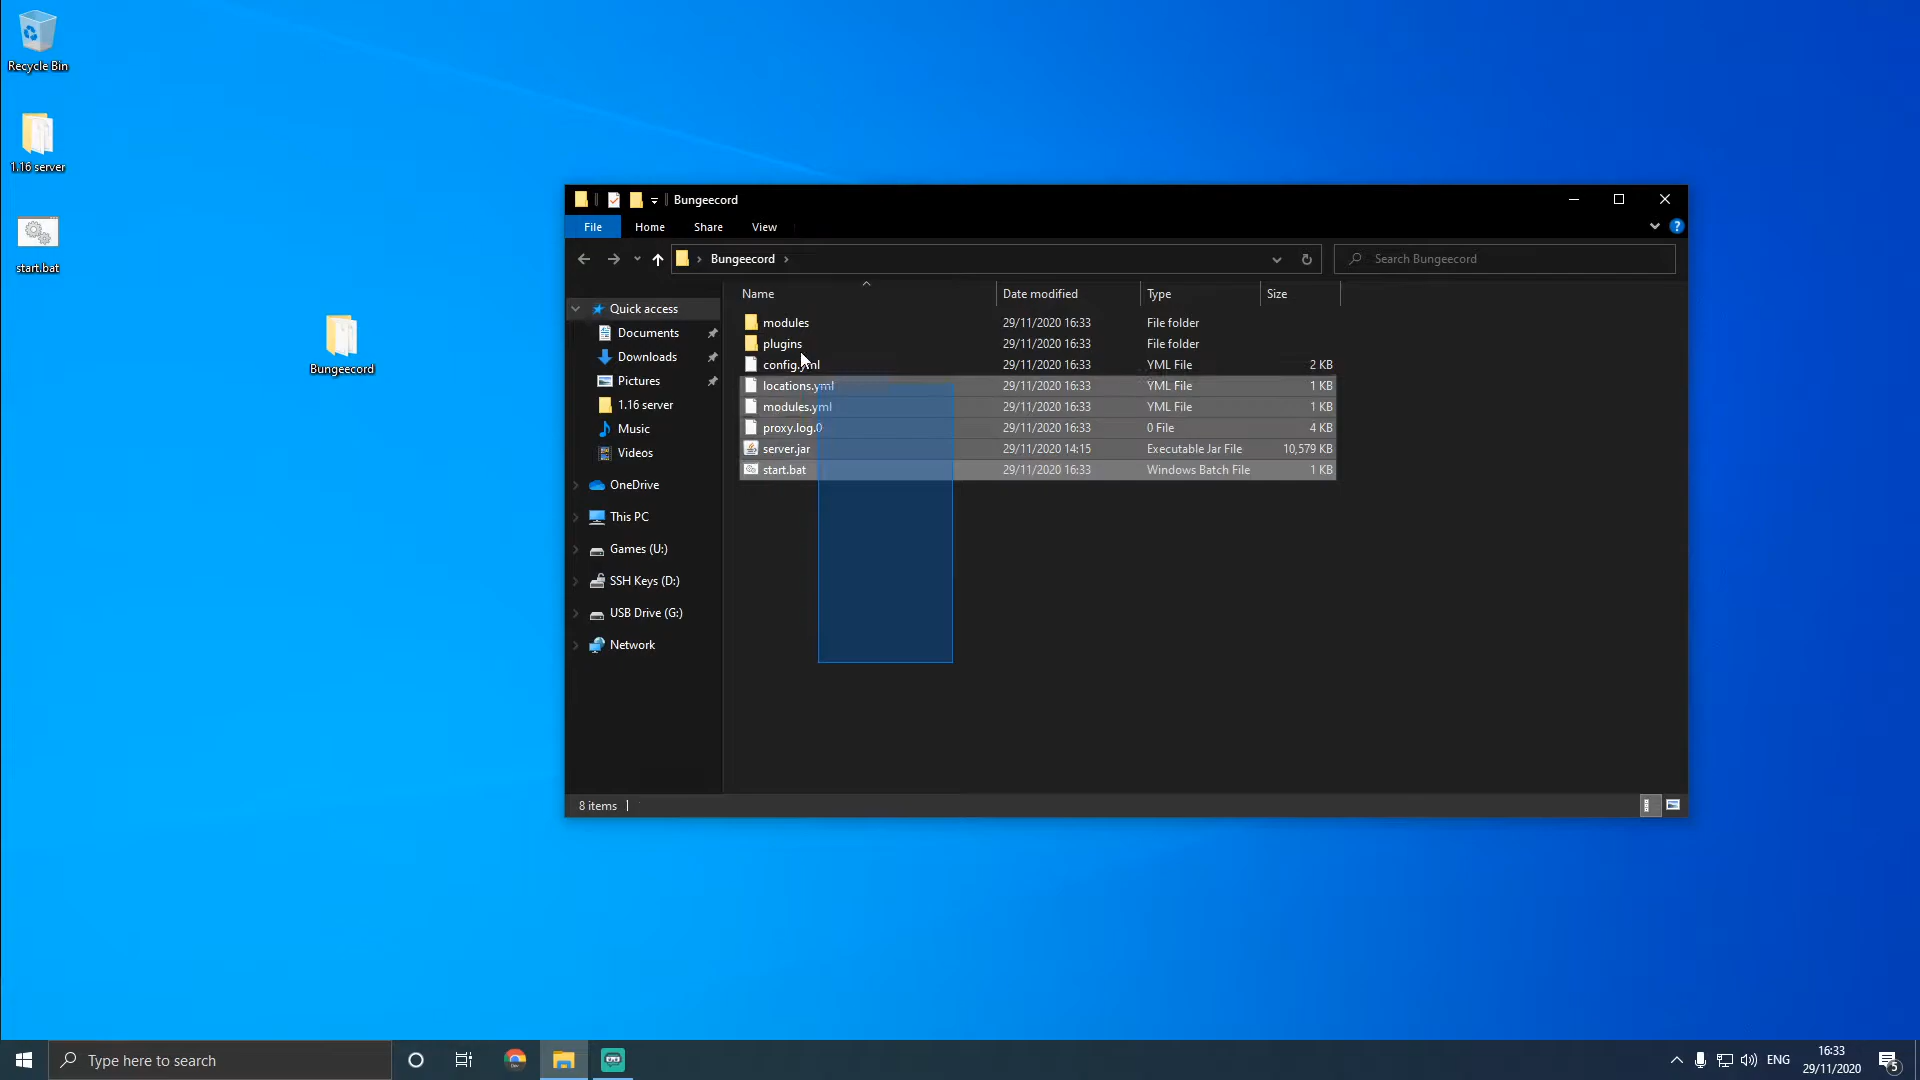 Recycle Bin
1.16 server
start.bat
Bungeecord
Bungeecord
File Home Share View
Bungeecord
Search Bungeecord
Name Date modified Type Size
Quick access
Documents
Downloads
Pictures
1.16 server
Music
Videos
OneDrive
This PC
Games (U:)
SSH Keys (D:)
USB Drive (G:)
Network
modules 29/11/2020 16:33 File folder
plugins 29/11/2020 16:33 File folder
config.yml 29/11/2020 16:33 YML File 2 KB
locations.yml 29/11/2020 16:33 YML File 1 KB
modules.yml 29/11/2020 16:33 YML File 1 KB
proxy.log.0 29/11/2020 16:33 0 File 4 KB
server.jar 29/11/2020 14:15 Executable Jar File 10,579 KB
start.bat 29/11/2020 16:33 Windows Batch File 1 KB
8 items
Type here to search
Dev
ENG
16:33
29/11/2020
5